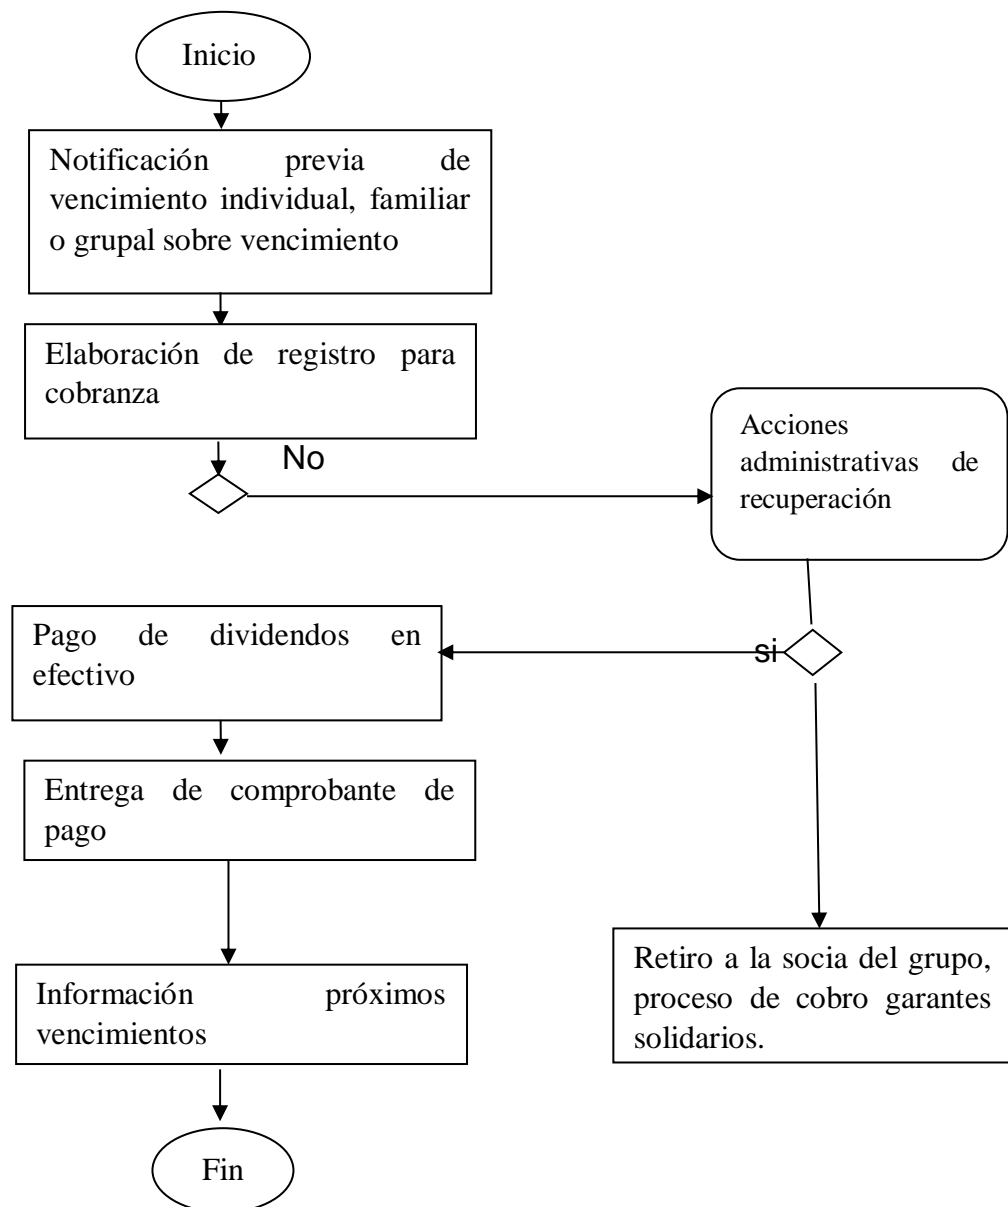 Inicio
Notificación previa de
vencimiento individual, familiar
o grupal sobre vencimiento
Elaboración de registro para
cobranza
No
Acciones
administrativas de
recuperación
Pago de dividendos en
efectivo
si
Entrega de comprobante de
pago
Retiro a la socia del grupo,
proceso de cobro garantes
solidarios.
Información próximos
vencimientos
Fin